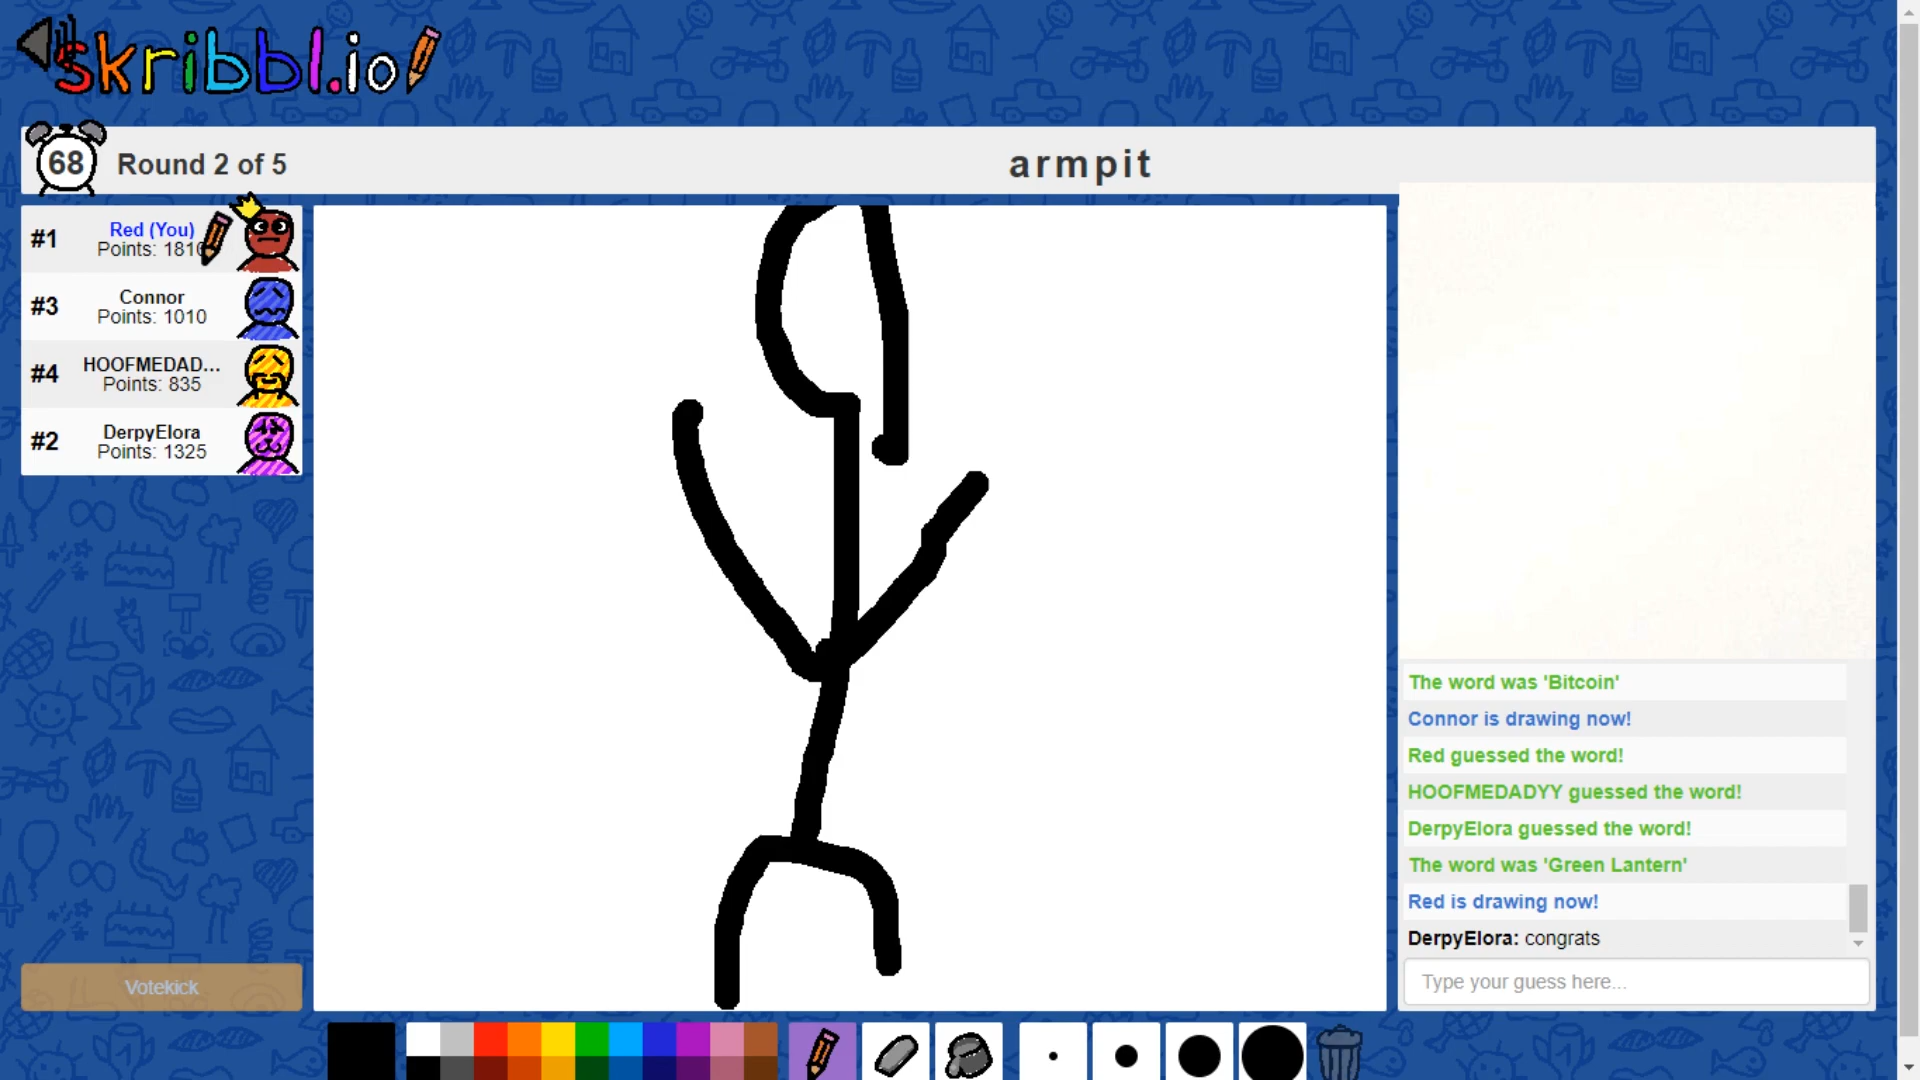 skribbl.io
68
Round 2 of 5
armpit
#1
Red (You)
Points: 1810
#3
Connor
Points: 1010
#4
HOOFMEDAD...
Points: 835
#2
DerpyElora
Points: 1325
Votekick
The word was 'Bitcoin'
Connor is drawing now!
Red guessed the word!
HOOFMEDADYY guessed the word!
DerpyElora guessed the word!
The word was 'Green Lantern'
Red is drawing now!
DerpyElora: congrats
Type your guess here...